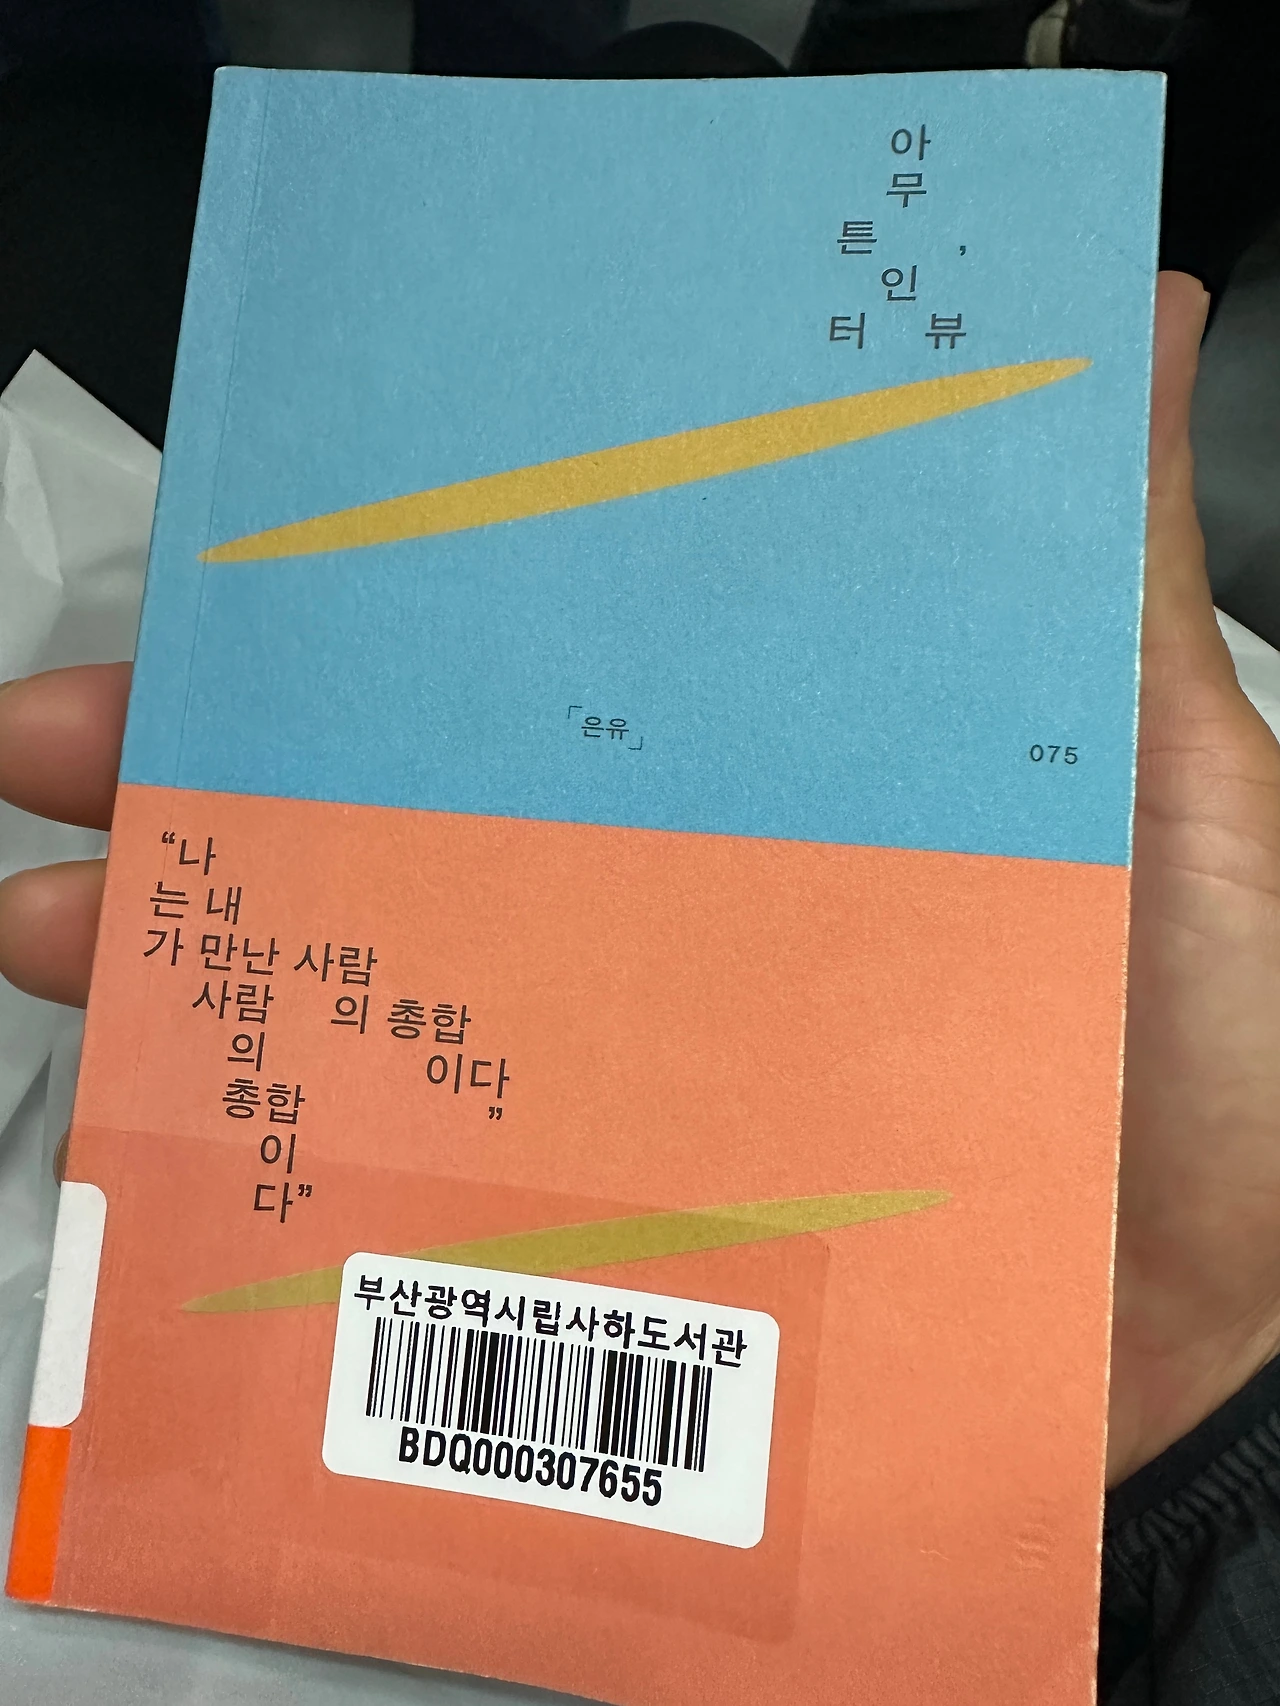 아
무
튼 ,
인
터 뷰
「은유」
075
“나
는 내
가 만난 사람
사람 의 총합
의 이다
총합 ”
이
다”
부산광역시립사하도서관
BDQ000307655